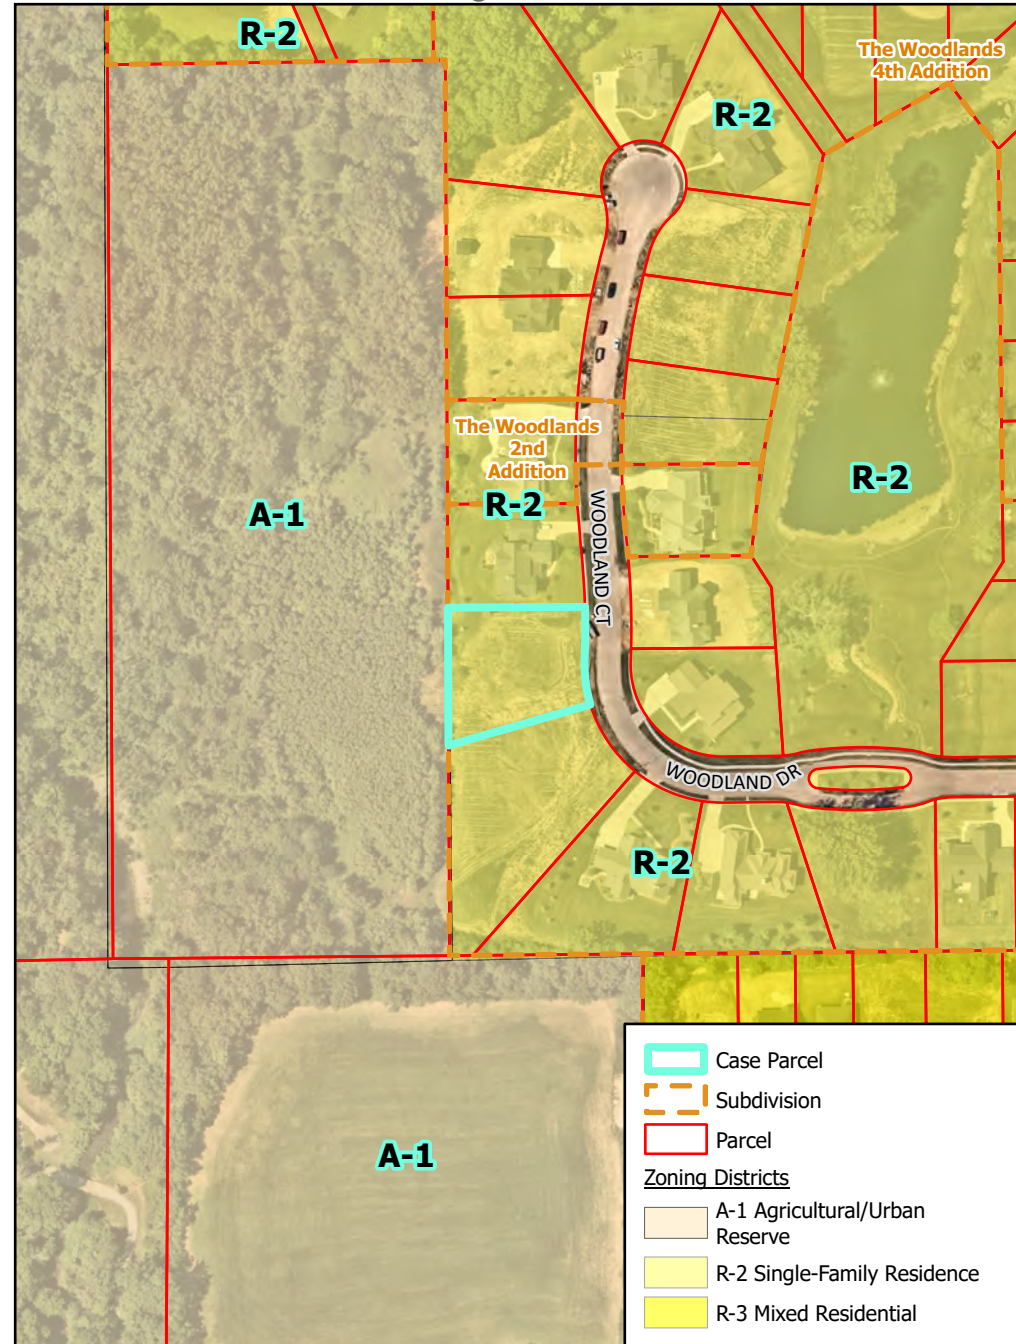 R-2
The Woodlands
4th Addition
R-2
The Woodlands
2nd
Addition
R-2
R-2
A-1
WOODLAND CT
WOODLAND DR
R-2
A-1
Case Parcel
Subdivision
Parcel
Zoning Districts
A-1 Agricultural/Urban
Reserve
R-2 Single-Family Residence
R-3 Mixed Residential